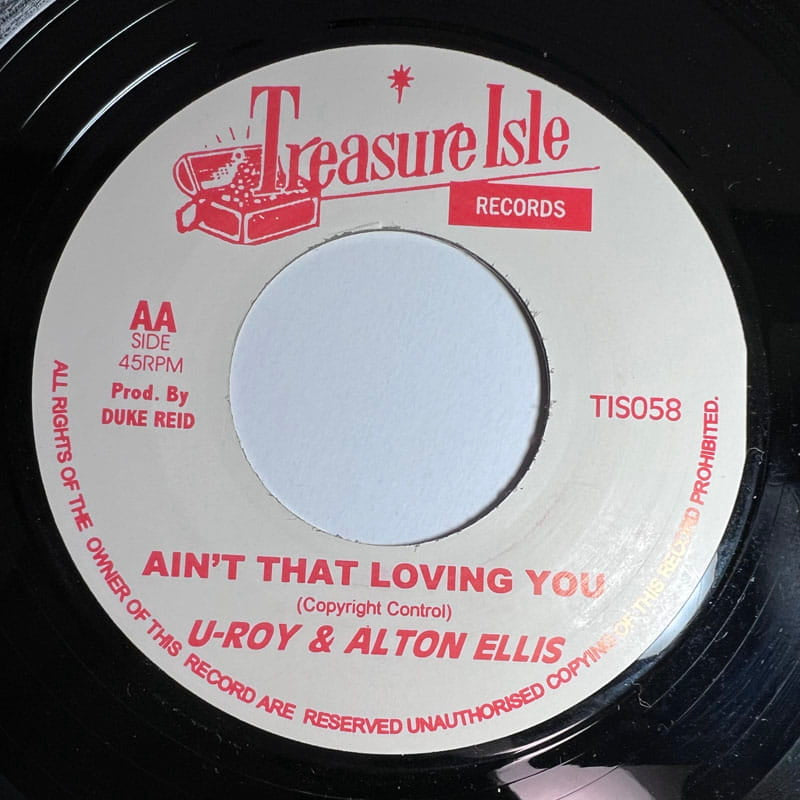 Treasure Isle
RECORDS
AA
SIDE
45RPM
Prod. By
DUKE REID
TIS058
AIN'T THAT LOVING YOU
(Copyright Control)
U-ROY & ALTON ELLIS
ALL RIGHTS OF THE OWNER OF THIS RECORD ARE RESERVED UNAUTHORISED COPYING OF THIS RECORD PROHIBITED.